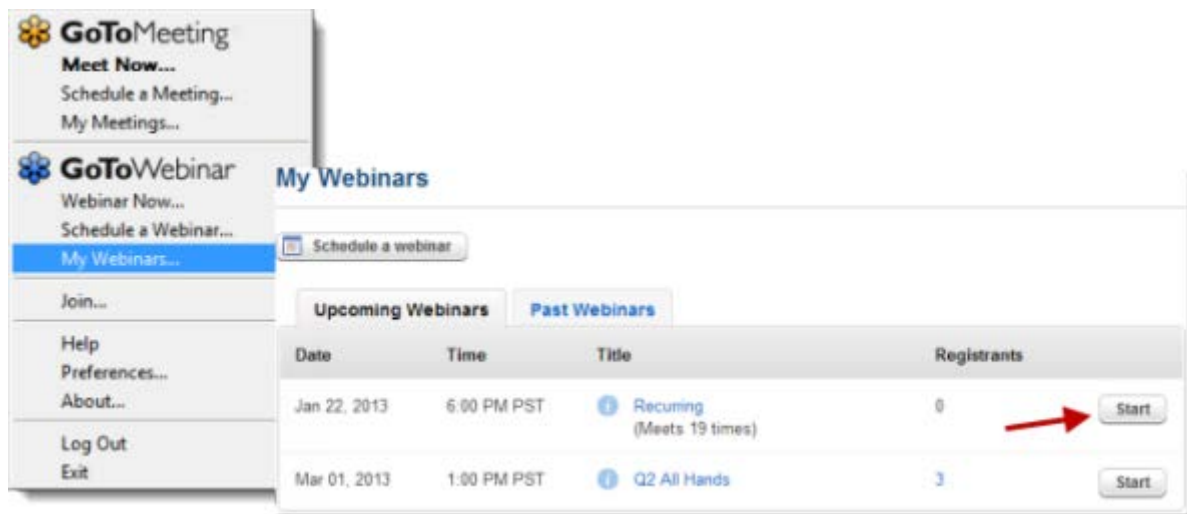 GoToMeeting
Meet Now...
Schedule a Meeting...
My Meetings...
GoToWebinar
Webinar Now...
Schedule a Webinar...
My Webinars...
Join...
Help
Preferences...
About...
Log Out
Exit
My Webinars
Schedule a webinar
Upcoming Webinars Past Webinars
Date Time Title Registrants
Jan 22, 2013 6:00 PM PST Recurring 0 Start
(Meets 19 times)
Mar 01, 2013 1:00 PM PST Q2 All Hands 3 Start